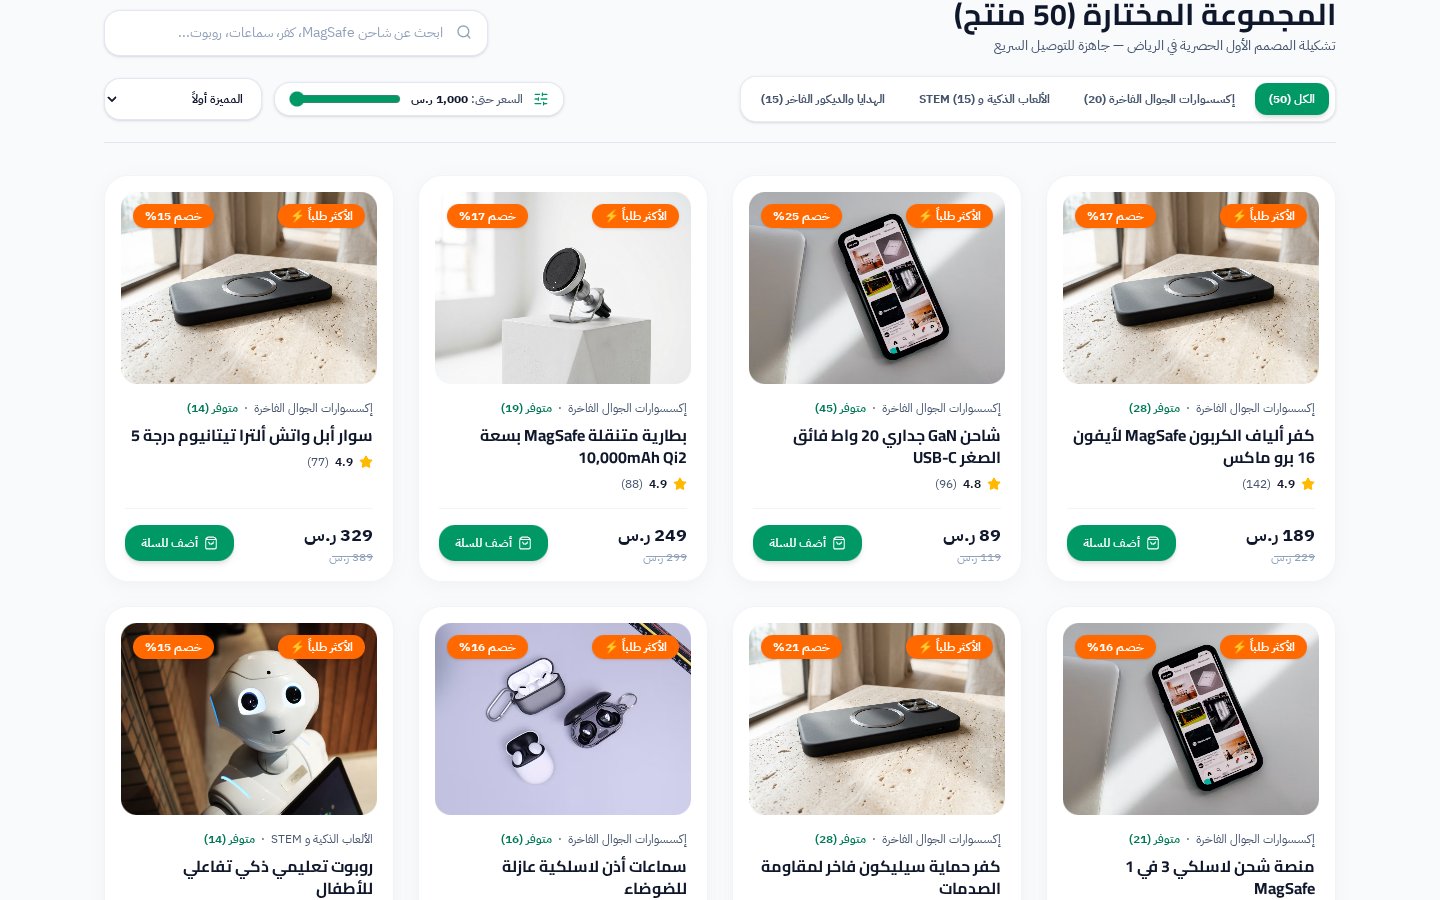 المجموعة المختارة (50 منتج)
تشكيلة المصمم الأول الحصرية في الرياض — جاهزة للتوصيل السريع
ابحث عن شاحن MagSafe، كفر، سماعات، روبوت...
الكل (50)
إكسسوارات الجوال الفاخرة (20)
الألعاب الذكية و STEM (15)
الهدايا والديكور الفاخر (15)
السعر حتى: 1,000 ر.س
المميزة أولاً
الأكثر طلباً ⚡
خصم 17%
إكسسوارات الجوال الفاخرة • متوفر (28)
كفر ألياف الكربون MagSafe لأيفون
16 برو ماكس
4.9 (142)
189 ر.س
229 ر.س
أضف للسلة
الأكثر طلباً ⚡
خصم 25%
إكسسوارات الجوال الفاخرة • متوفر (45)
شاحن GaN جداري 20 واط فائق
الصغر USB-C
4.8 (96)
89 ر.س
119 ر.س
أضف للسلة
الأكثر طلباً ⚡
خصم 17%
إكسسوارات الجوال الفاخرة • متوفر (19)
بطارية متنقلة MagSafe بسعة
10,000mAh Qi2
4.9 (88)
249 ر.س
299 ر.س
أضف للسلة
الأكثر طلباً ⚡
خصم 15%
إكسسوارات الجوال الفاخرة • متوفر (14)
سوار أبل واتش ألترا تيتانيوم درجة 5
4.9 (77)
329 ر.س
389 ر.س
أضف للسلة
الأكثر طلباً ⚡
خصم 16%
إكسسوارات الجوال الفاخرة • متوفر (21)
منصة شحن لاسلكي 3 في 1
MagSafe
الأكثر طلباً ⚡
خصم 21%
إكسسوارات الجوال الفاخرة • متوفر (28)
كفر حماية سيليكون فاخر لمقاومة
الصدمات
الأكثر طلباً ⚡
خصم 16%
إكسسوارات الجوال الفاخرة • متوفر (16)
سماعات أذن لاسلكية عازلة
للضوضاء
الأكثر طلباً ⚡
خصم 15%
الألعاب الذكية و STEM • متوفر (14)
روبوت تعليمي ذكي تفاعلي
للأطفال